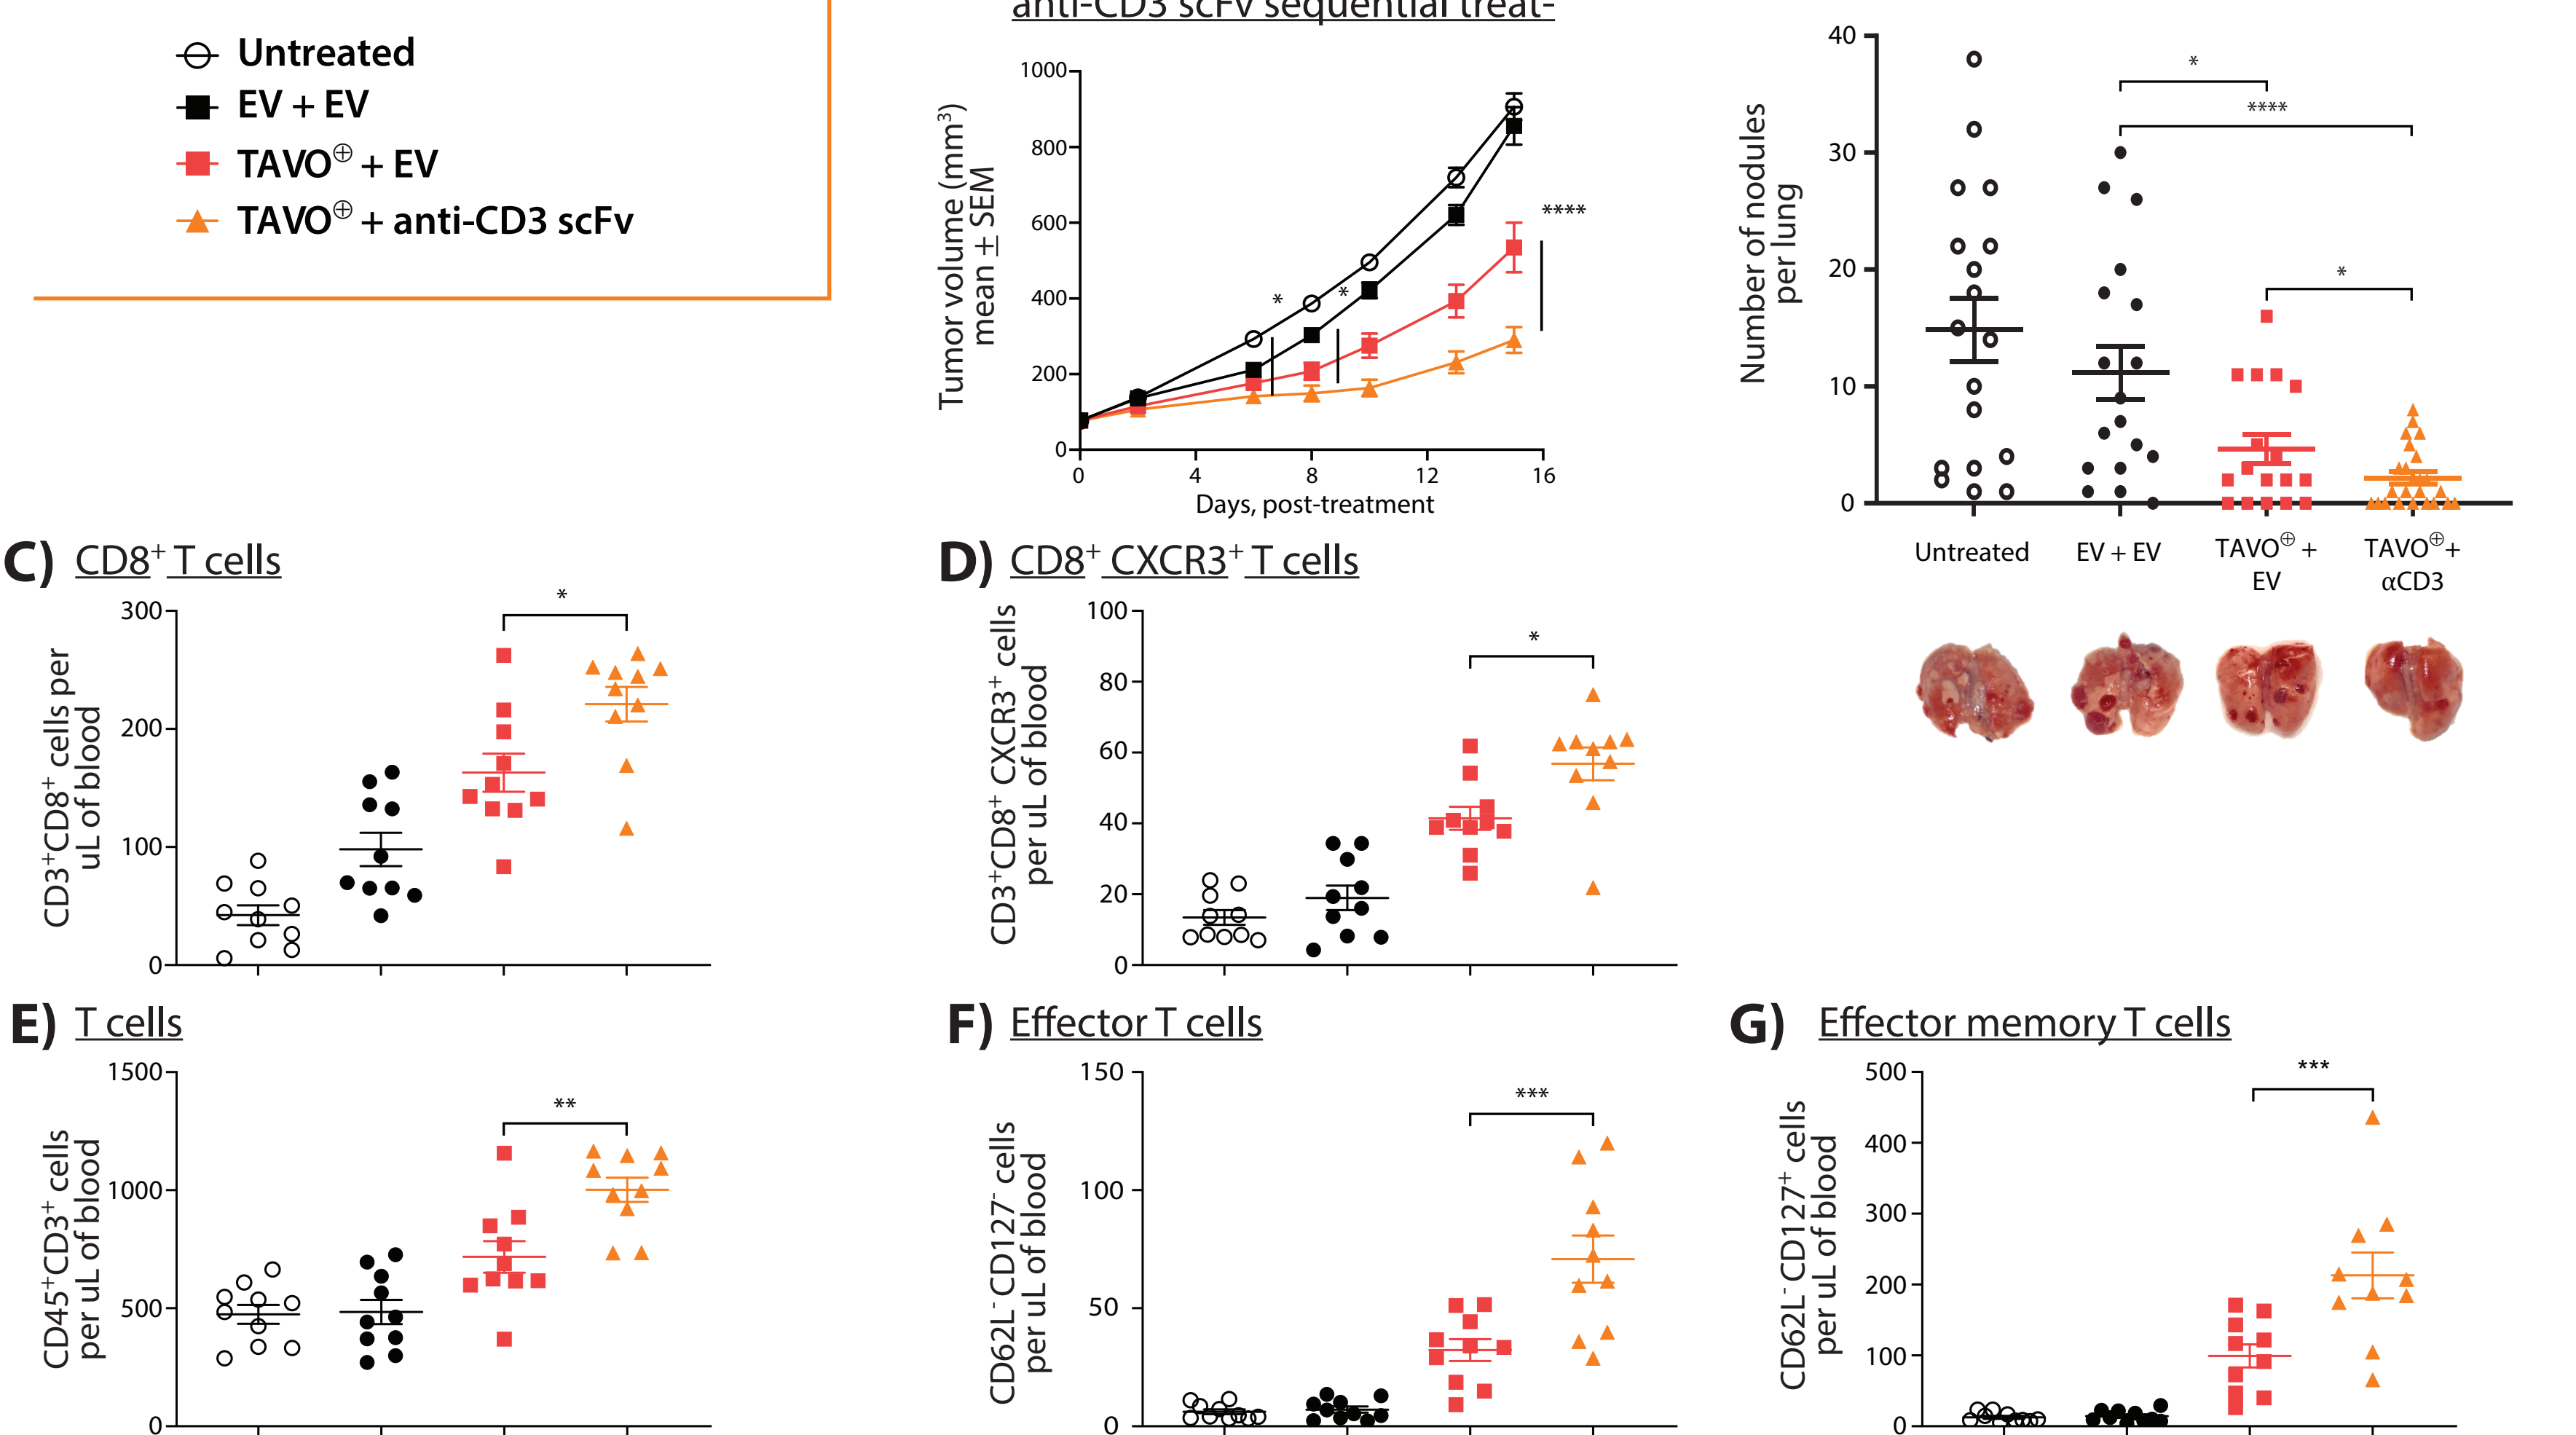 anti-CD3 scFv sequential treat-
Untreated
EV + EV
TAVO⊕ + EV
TAVO⊕ + anti-CD3 scFv
Tumor volume (mm³)
mean ± SEM
1000
800
600
400
200
0
* * ****
0 4 8 12 16
Days, post-treatment
Number of nodules
per lung
40
30
20
10
0
*
****
*
Untreated
EV + EV
TAVO⊕ +
EV
TAVO⊕+
αCD3
C) CD8⁺ T cells
CD3⁺CD8⁺ cells per
uL of blood
300
200
100
0
*
D) CD8⁺ CXCR3⁺ T cells
CD3⁺CD8⁺ CXCR3⁺ cells
per uL of blood
100
80
60
40
20
0
*
E) T cells
CD45⁺CD3⁺ cells
per uL of blood
1500
1000
500
0
**
F) Effector T cells
CD62L⁻ CD127⁻ cells
per uL of blood
150
100
50
0
***
G) Effector memory T cells
CD62L⁻ CD127⁺ cells
per uL of blood
500
400
300
200
100
0
***